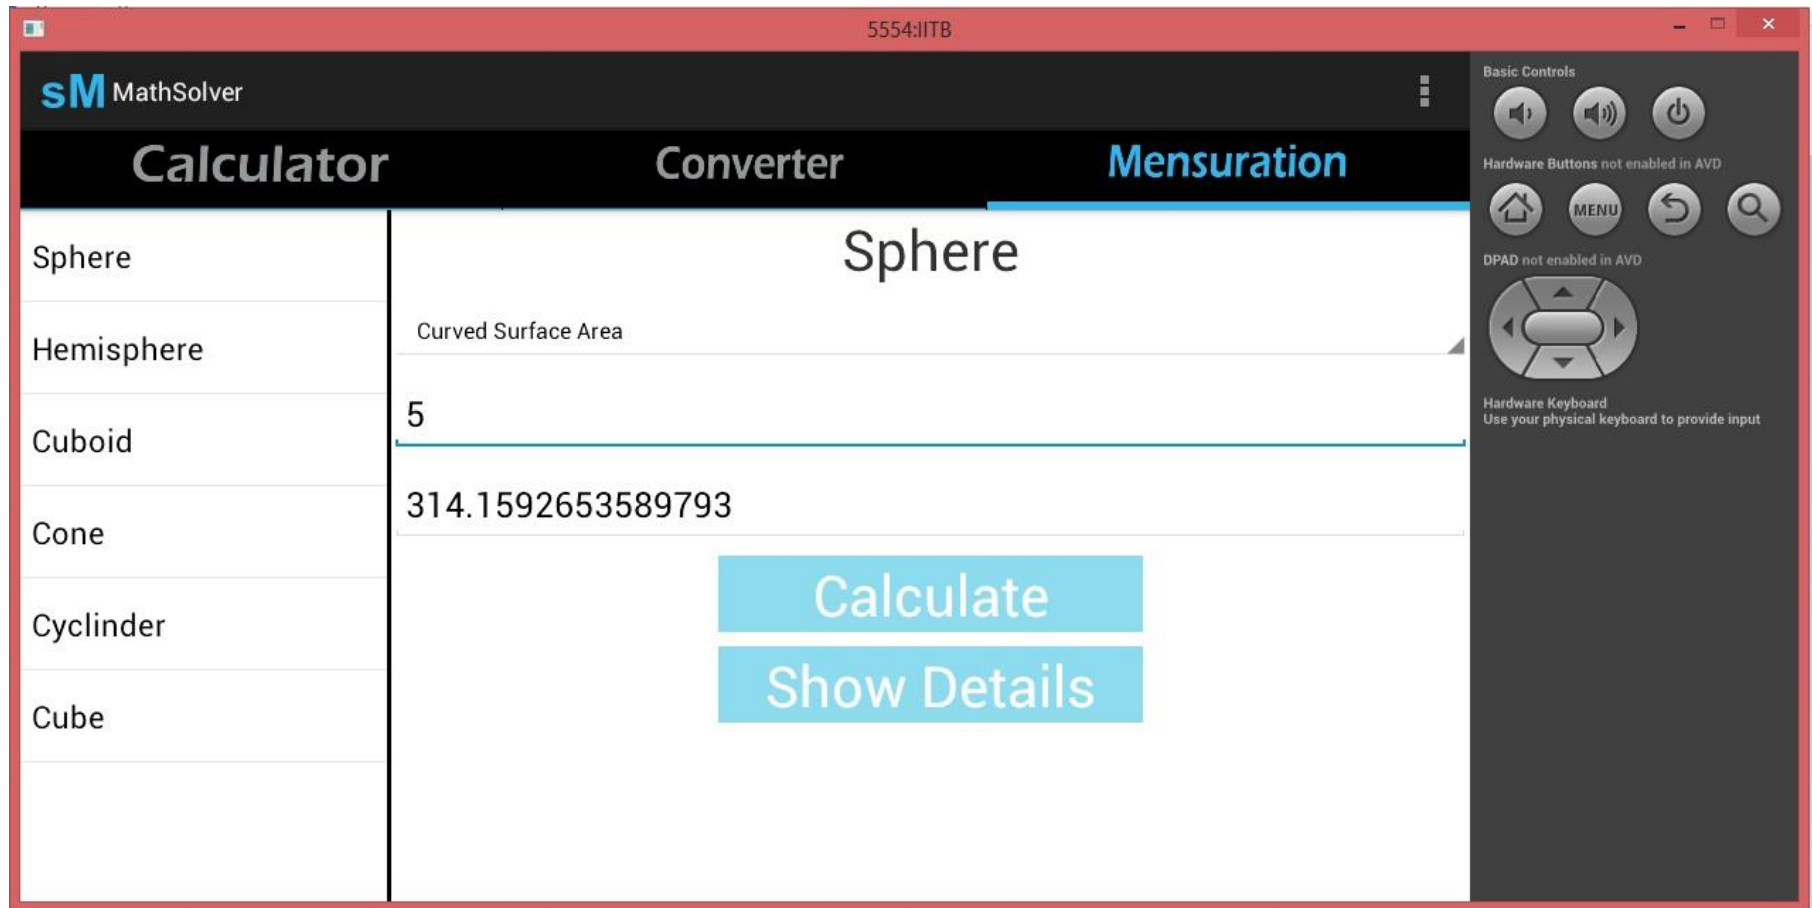 5554:IITB
sM MathSolver
Calculator Converter Mensuration
Sphere
Hemisphere
Cuboid
Cone
Cyclinder
Cube
Sphere
Curved Surface Area
5
314.1592653589793
Calculate
Show Details
Basic Controls
Hardware Buttons not enabled in AVD
MENU
DPAD not enabled in AVD
Hardware Keyboard
Use your physical keyboard to provide input